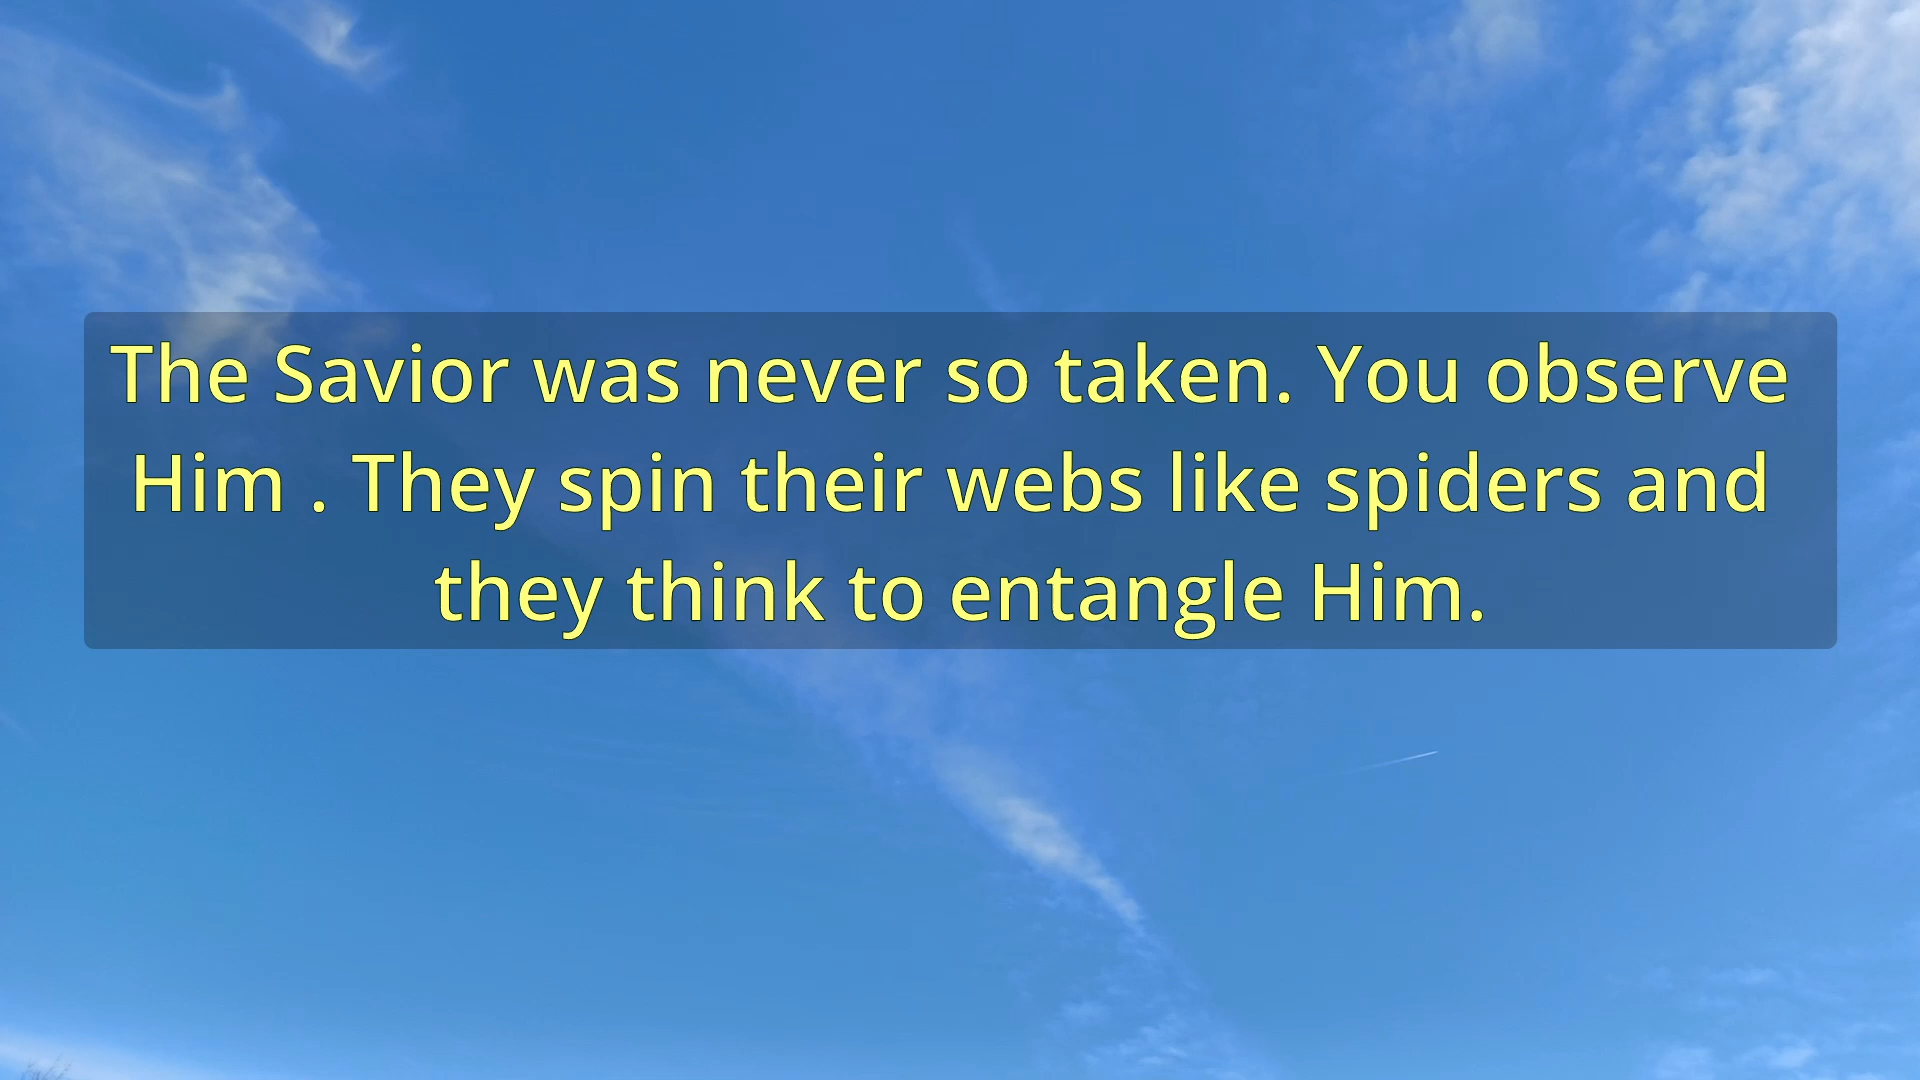 The Savior was never so taken. You observe
Him . They spin their webs like spiders and
they think to entangle Him.